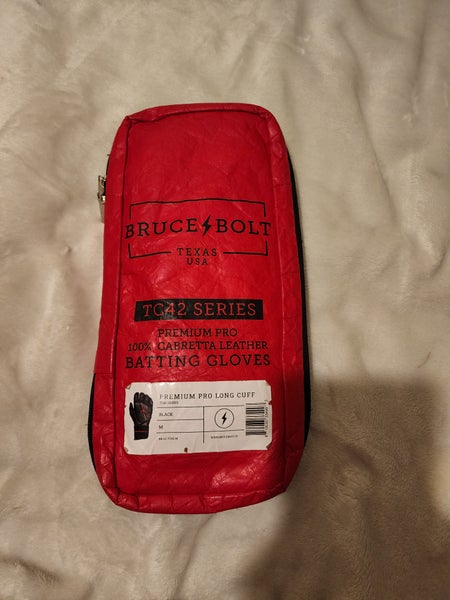 BRUCE BOLT
TEXAS
USA
TC42 SERIES
PREMIUM PRO
100% CABRETTA LEATHER
BATTING GLOVES
PREMIUM PRO LONG CUFF
BLACK
M